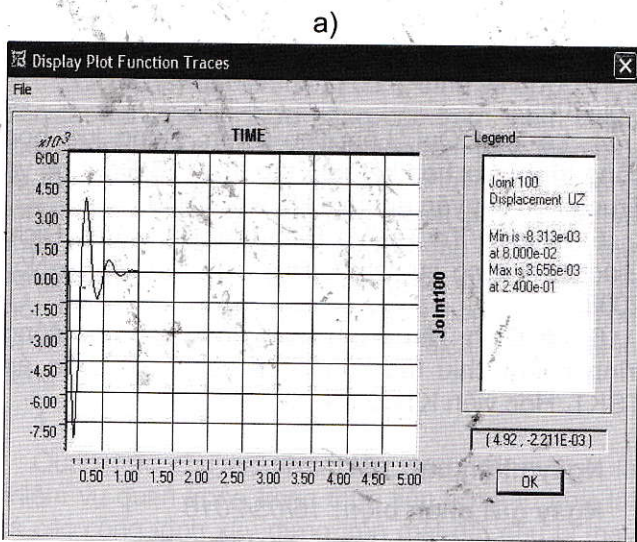 a)
Display Plot Function Traces
File
x10-3
TIME
6.00
4.50
3.00
1.50
0.00
-1.50
-3.00
-4.50
-6.00
-7.50
0.50 1.00 1.50 2.00 2.50 3.00 3.50 4.00 4.50 5.00
Joint100
Legend
Joint 100
Displacement UZ
Min is -8.313e-03
at 8.000e-02
Max is 3.656e-03
at 2.400e-01
( 4.92 , -2.211E-03 )
OK